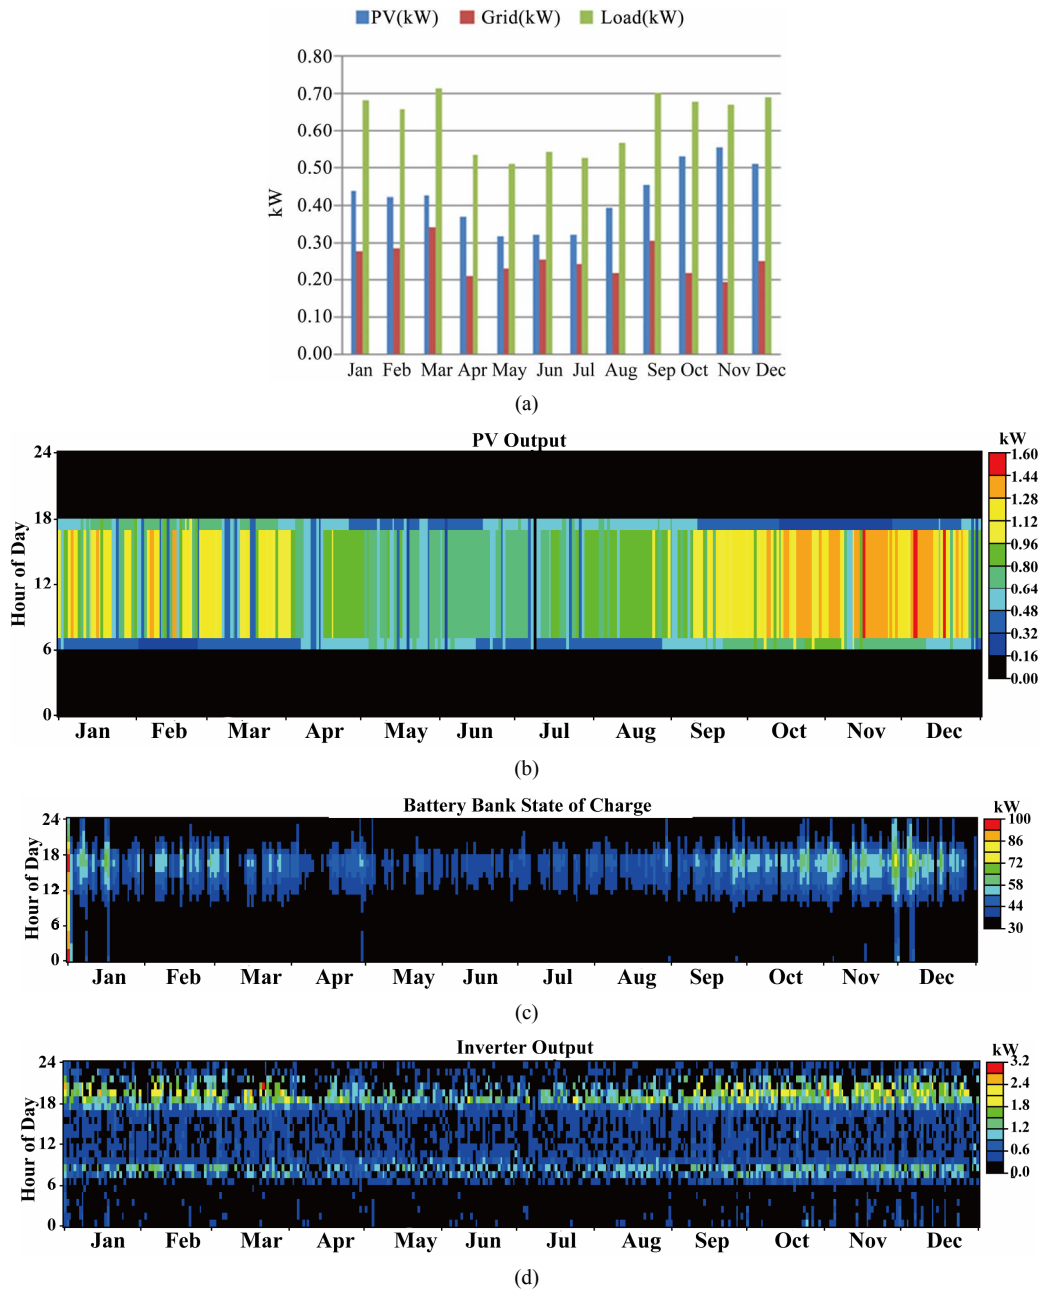 PV(kW) Grid(kW) Load(kW)
0.80
0.70
0.60
0.50
0.40
0.30
0.20
0.10
0.00
kW
Jan Feb Mar Apr May Jun Jul Aug Sep Oct Nov Dec
(a)
PV Output
kW
24
18
12
6
0
Hour of Day
1.60
1.44
1.28
1.12
0.96
0.80
0.64
0.48
0.32
0.16
0.00
Jan Feb Mar Apr May Jun Jul Aug Sep Oct Nov Dec
(b)
Battery Bank State of Charge
kW
24
18
12
6
0
Hour of Day
100
86
72
58
44
30
Jan Feb Mar Apr May Jun Jul Aug Sep Oct Nov Dec
(c)
Inverter Output
kW
24
18
12
6
0
Hour of Day
3.2
2.4
1.8
1.2
0.6
0.0
Jan Feb Mar Apr May Jun Jul Aug Sep Oct Nov Dec
(d)